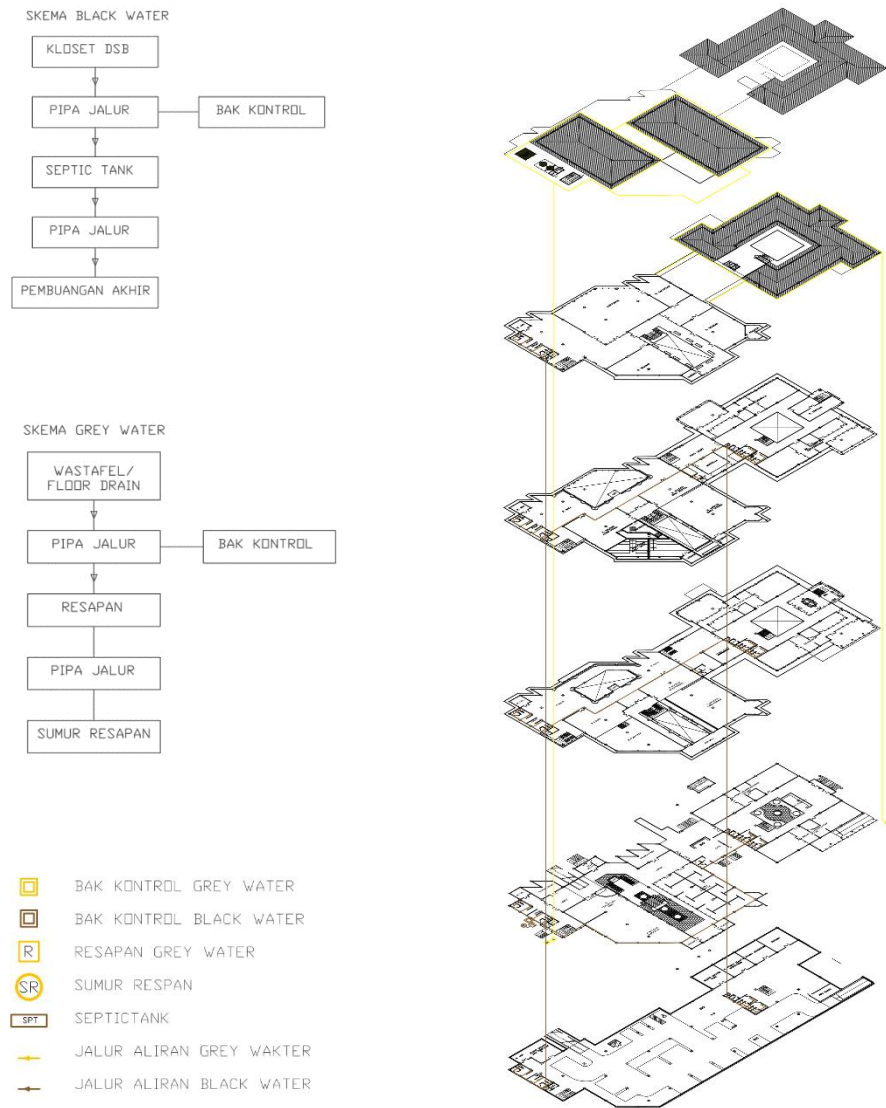 SKEMA BLACK WATER
KLOSET DSB
PIPA JALUR
BAK KONTROL
SEPTIC TANK
PIPA JALUR
PEMBUANGAN AKHIR
SKEMA GREY WATER
WASTAFEL/
FLOOR DRAIN
PIPA JALUR
BAK KONTROL
RESAPAN
PIPA JALUR
SUMUR RESAPAN
BAK KONTROL GREY WATER
BAK KONTROL BLACK WATER
R
RESAPAN GREY WATER
SR
SUMUR RESPAN
SPT
SEPTICTANK
JALUR ALIRAN GREY WAKTER
JALUR ALIRAN BLACK WATER